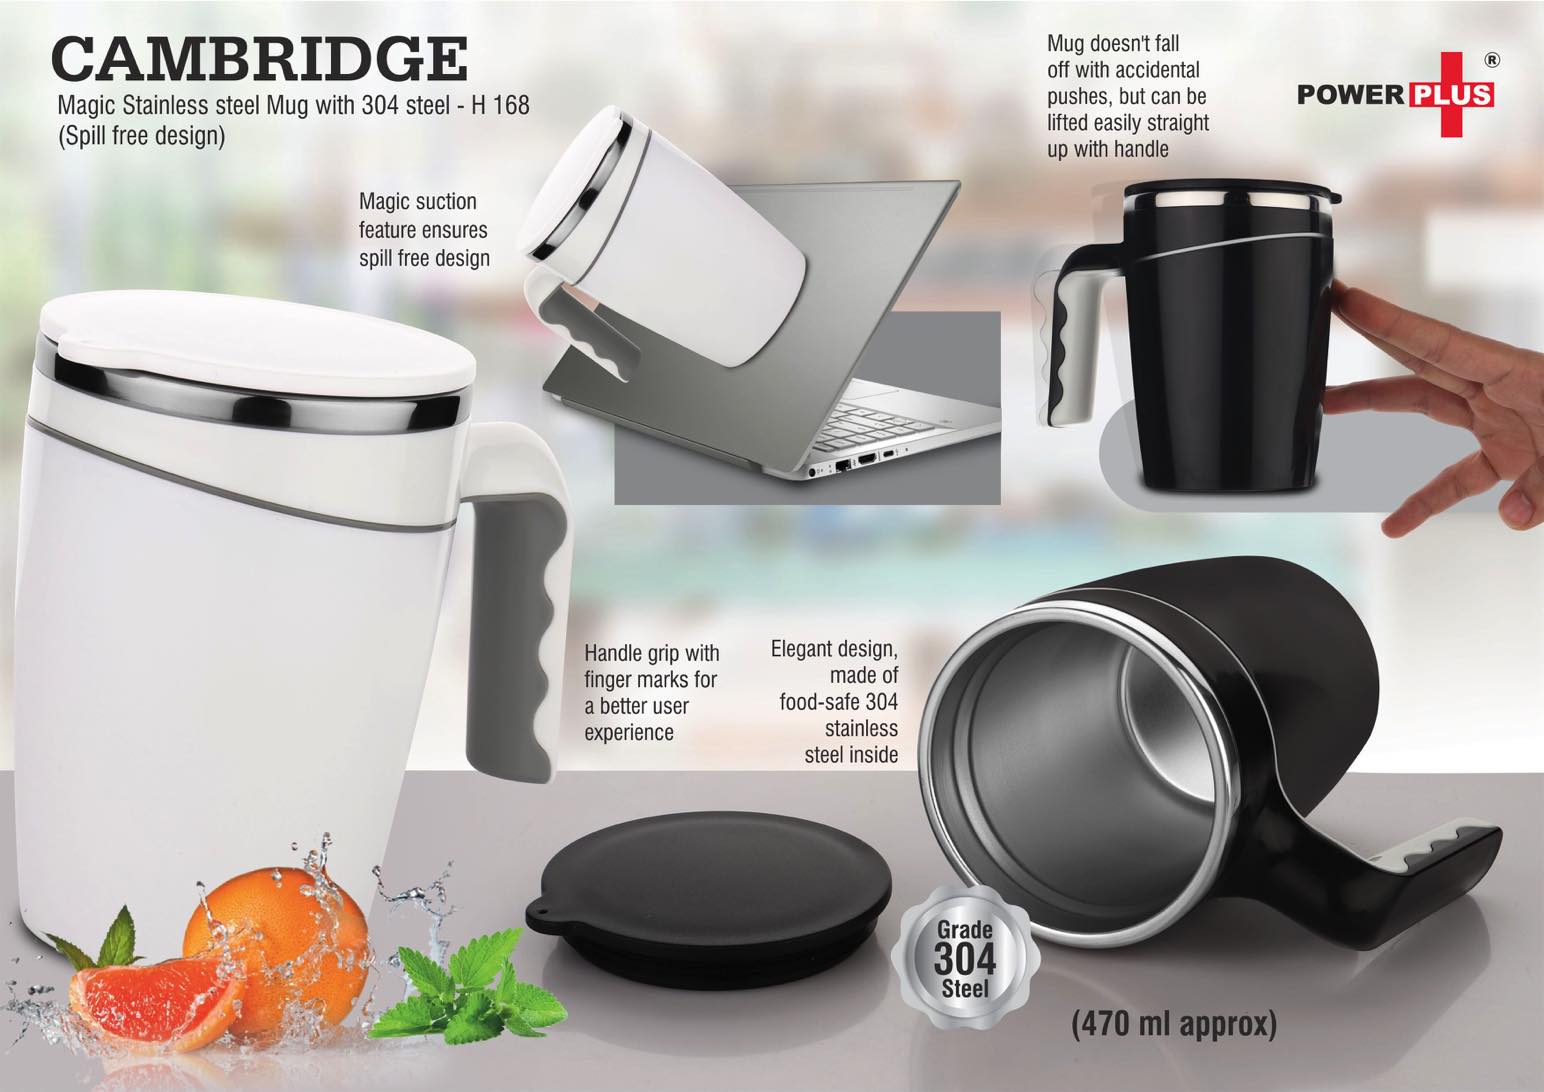 CAMBRIDGE
Magic Stainless steel Mug with 304 steel - H 168
(Spill free design)
Magic suction
feature ensures
spill free design
Mug doesn't fall
off with accidental
pushes, but can be
lifted easily straight
up with handle
POWER PLUS ®
Handle grip with
finger marks for
a better user
experience
Elegant design,
made of
food-safe 304
stainless
steel inside
Grade
304
Steel
(470 ml approx)